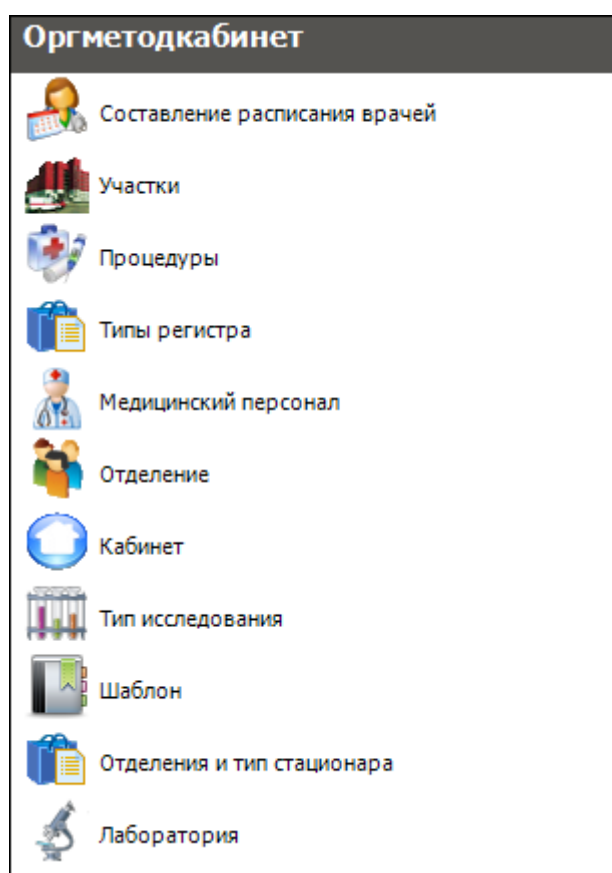 Оргметодкабинет
Составление расписания врачей
Участки
Процедуры
Типы регистра
Медицинский персонал
Отделение
Кабинет
Тип исследования
Шаблон
Отделения и тип стационара
Лаборатория